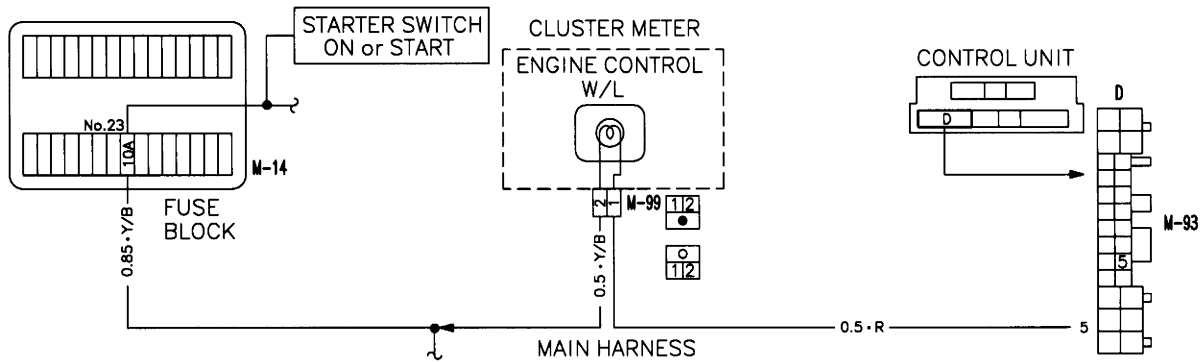 STARTER SWITCH
ON or START
CLUSTER METER
ENGINE CONTROL
W/L
CONTROL UNIT
D
D
No.23
10A
M-14
FUSE
BLOCK
0.85・Y/B
2 1
M-99
1 2
1 2
0.5・Y/B
M-93
5
MAIN HARNESS
0.5・R
5